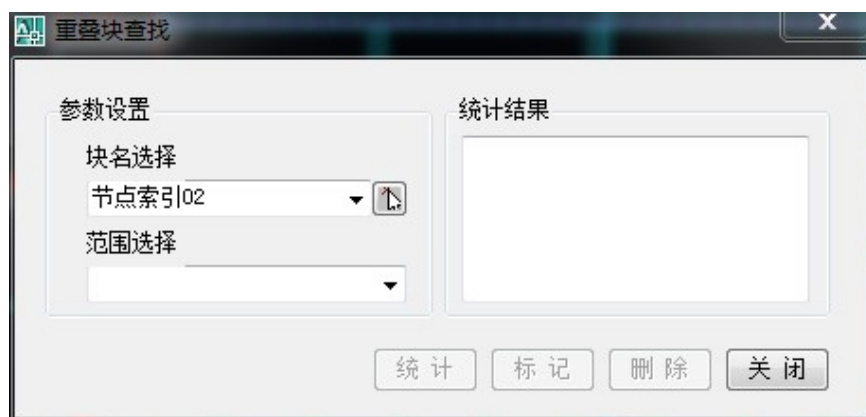 重叠块查找
参数设置
块名选择
节点索引02
范围选择
统计结果
统 计
标 记
删 除
关 闭